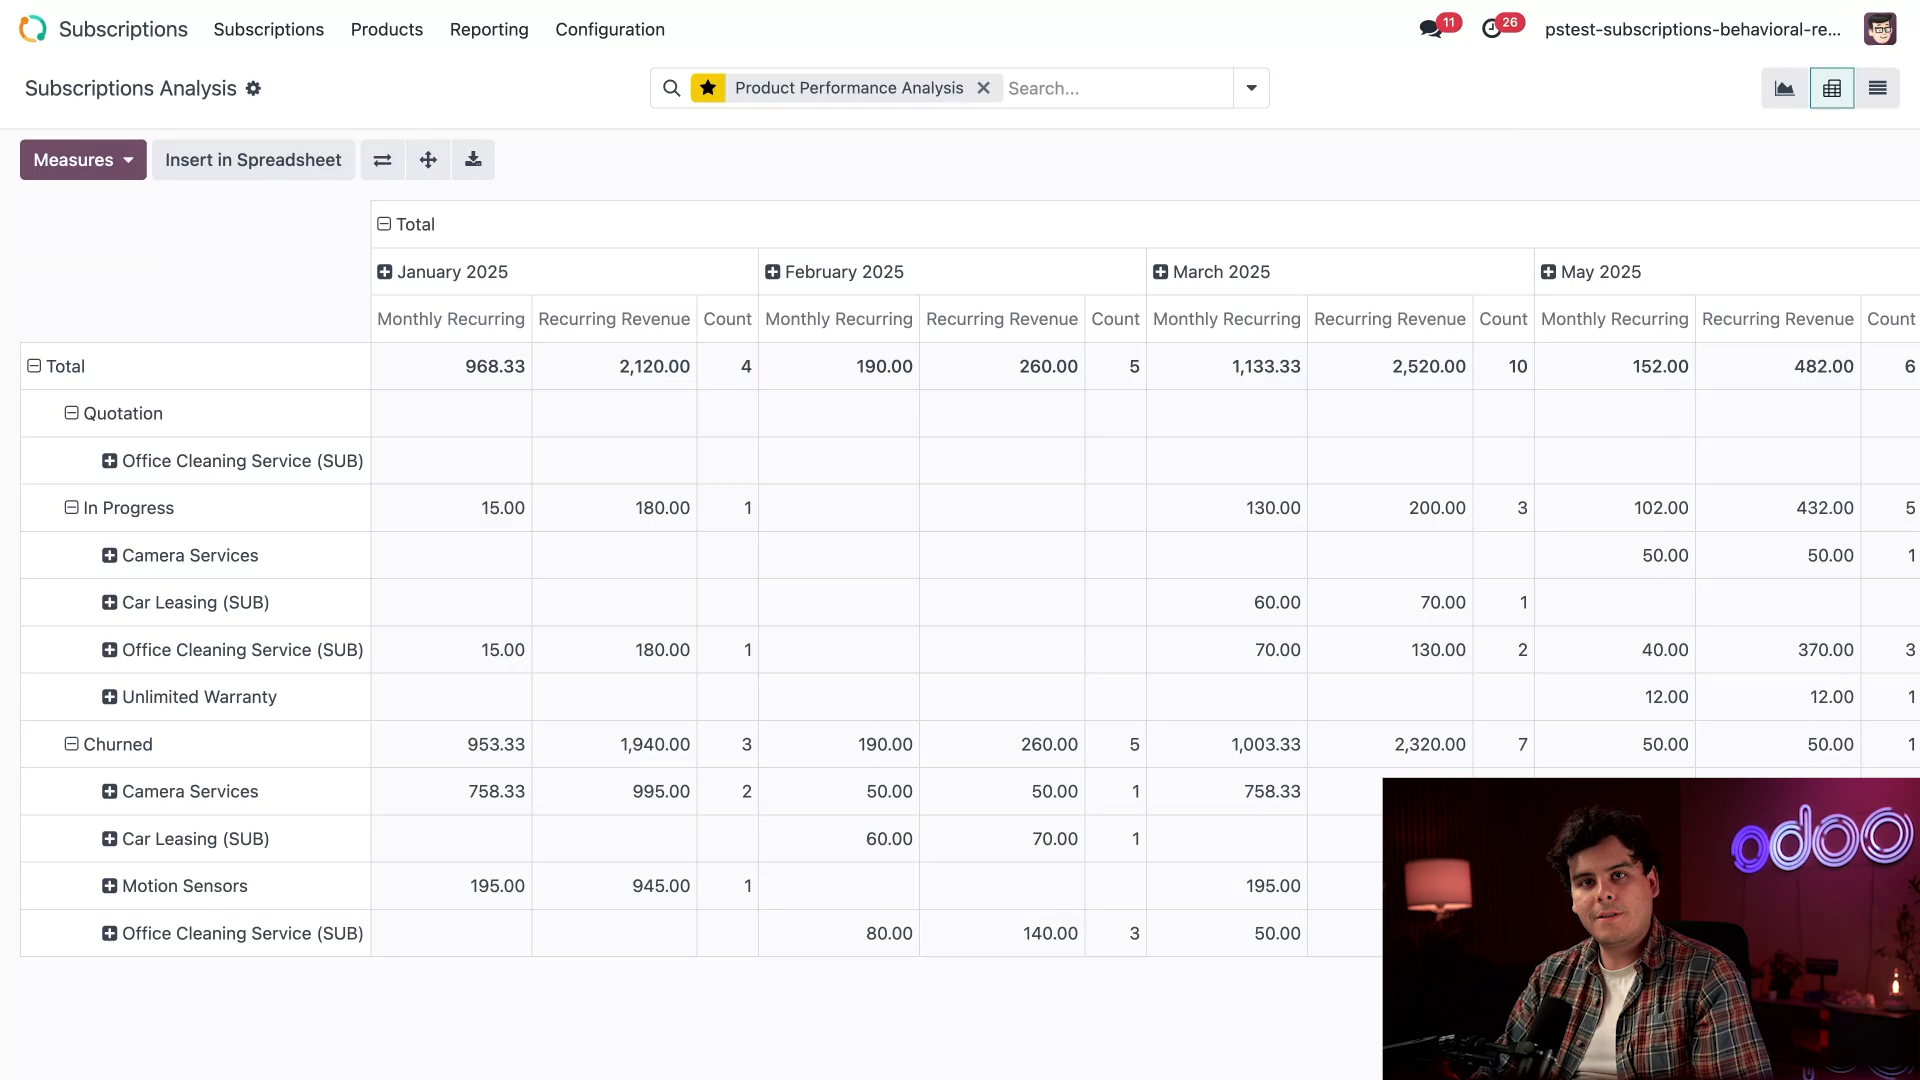 Subscriptions Subscriptions Products Reporting Configuration 11 26 pstest-subscriptions-behavioral-re...
Subscriptions Analysis Product Performance Analysis Search...
Measures Insert in Spreadsheet
Total
January 2025 February 2025 March 2025 May 2025
Monthly Recurring Recurring Revenue Count Monthly Recurring Recurring Revenue Count Monthly Recurring Recurring Revenue Count Monthly Recurring Recurring Revenue Count
Total 968.33 2,120.00 4 190.00 260.00 5 1,133.33 2,520.00 10 152.00 482.00 6
Quotation
Office Cleaning Service (SUB)
In Progress 15.00 180.00 1 130.00 200.00 3 102.00 432.00 5
Camera Services 50.00 50.00 1
Car Leasing (SUB) 60.00 70.00 1
Office Cleaning Service (SUB) 15.00 180.00 1 70.00 130.00 2 40.00 370.00 3
Unlimited Warranty 12.00 12.00 1
Churned 953.33 1,940.00 3 190.00 260.00 5 1,003.33 2,320.00 7 50.00 50.00 1
Camera Services 758.33 995.00 2 50.00 50.00 1 758.33
Car Leasing (SUB) 60.00 70.00 1
Motion Sensors 195.00 945.00 1 195.00
Office Cleaning Service (SUB) 80.00 140.00 3 50.00
odoo